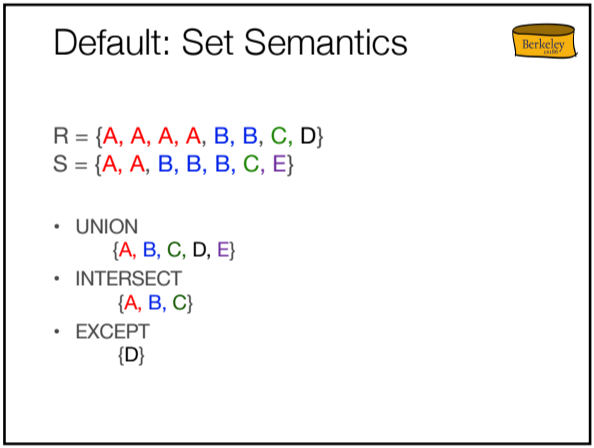 Default: Set Semantics
Berkeley
R = {A, A, A, A, B, B, C, D}
S = {A, A, B, B, B, C, E}
• UNION
{A, B, C, D, E}
• INTERSECT
{A, B, C}
• EXCEPT
{D}